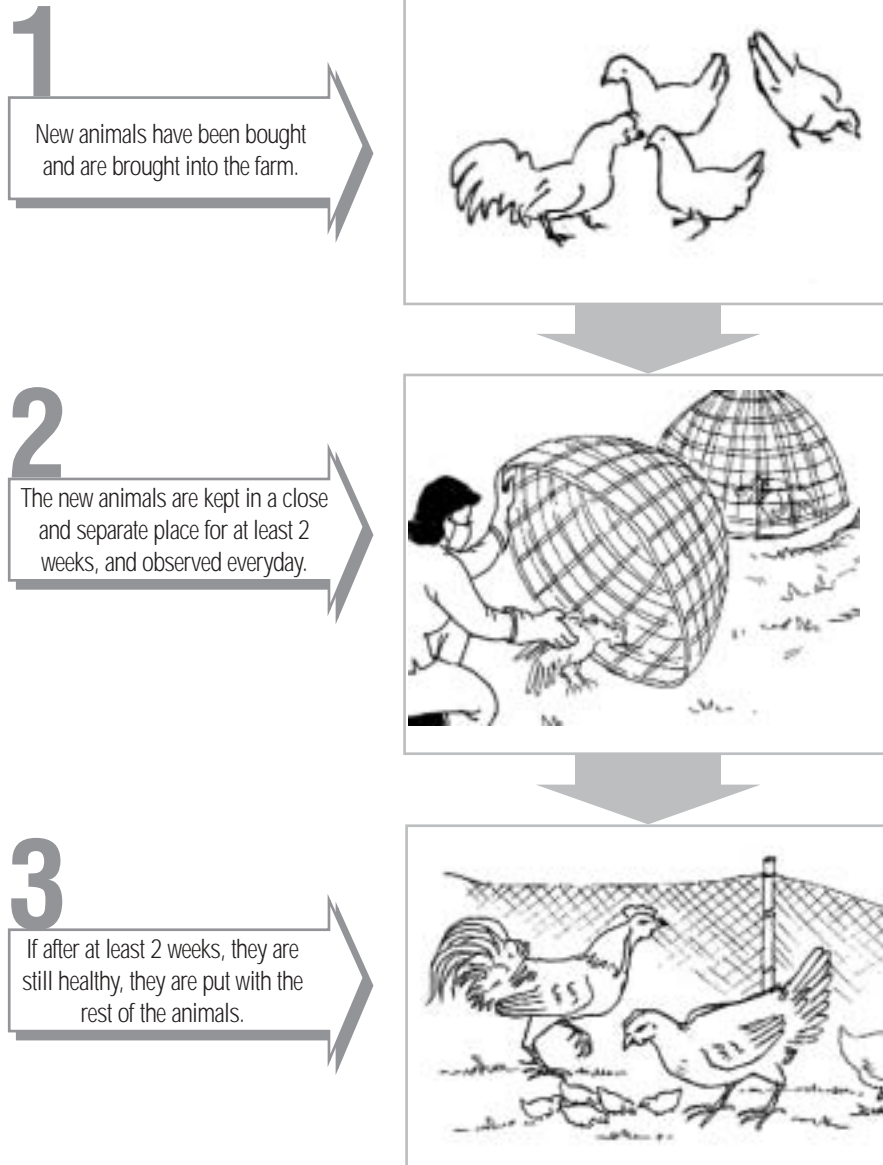 1
New animals have been bought
and are brought into the farm.
2
The new animals are kept in a close
and separate place for at least 2
weeks, and observed everyday.
3
If after at least 2 weeks, they are
still healthy, they are put with the
rest of the animals.